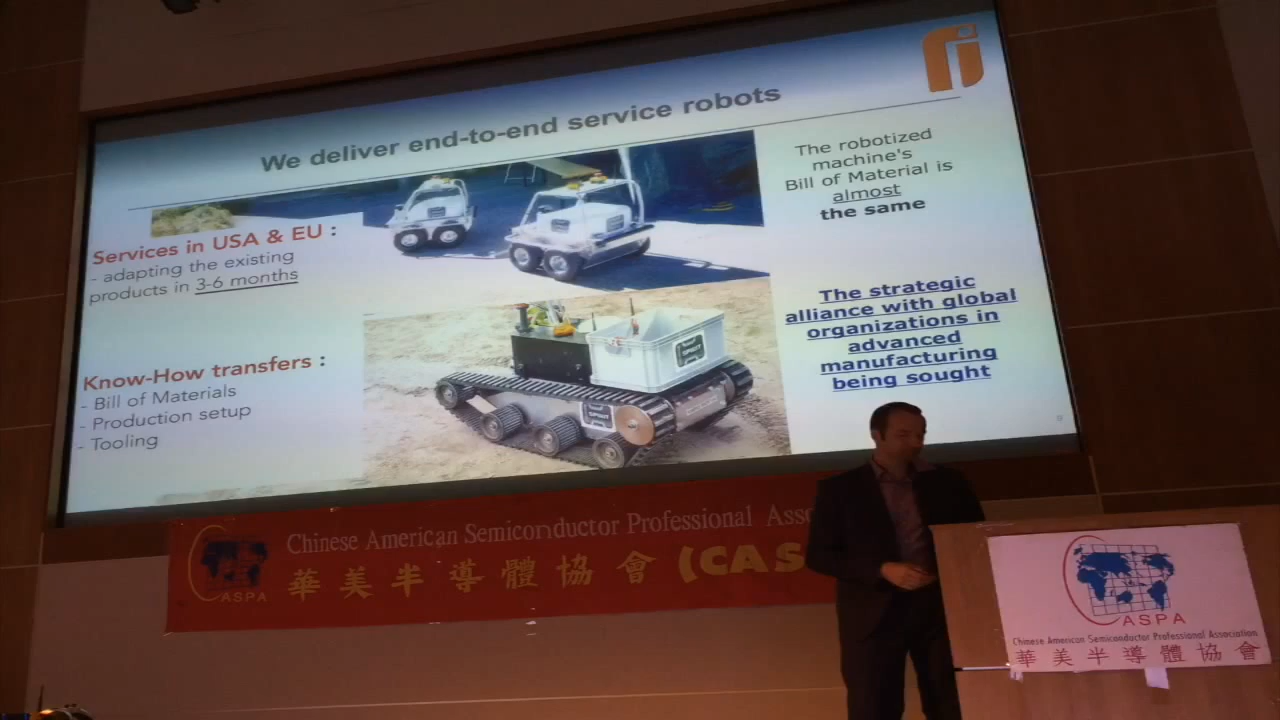 We deliver end-to-end service robots
Services in USA & EU :
- adapting the existing
products in 3-6 months
Know-How transfers :
- Bill of Materials
- Production setup
- Tooling
The robotized
machine's
Bill of Material is
almost
the same
The strategic
alliance with global
organizations in
advanced
manufacturing
being sought
Chinese American Semiconductor Professional
華美半導體協會 (CAS
CASPA
CASPA
Chinese American Semiconductor Professional Association
華美半導體協會